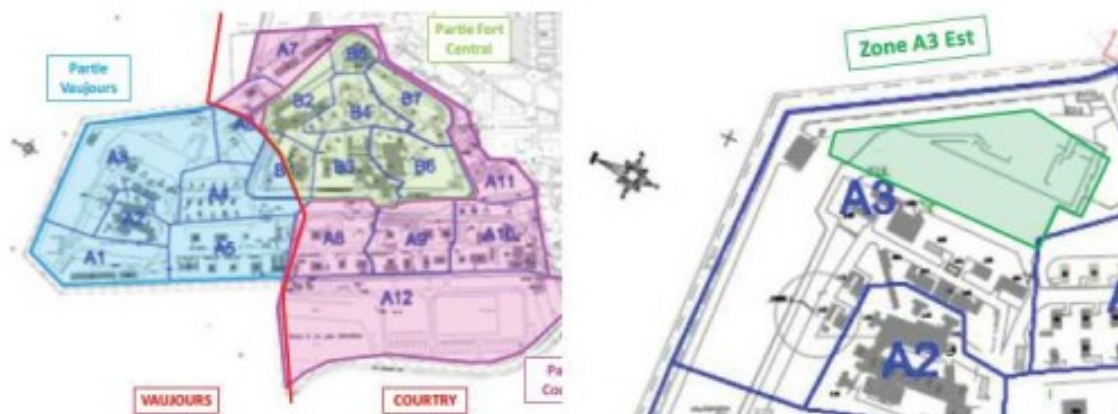 Partie
Vaujours
Partie Fort
Central
A7
B5
B2
B4
B7
A3
A2
A4
B3
B6
A11
A1
A5
A8
A9
A10
A12
VAUJOURS
COURTRY
Zone A3 Est
A3
A2